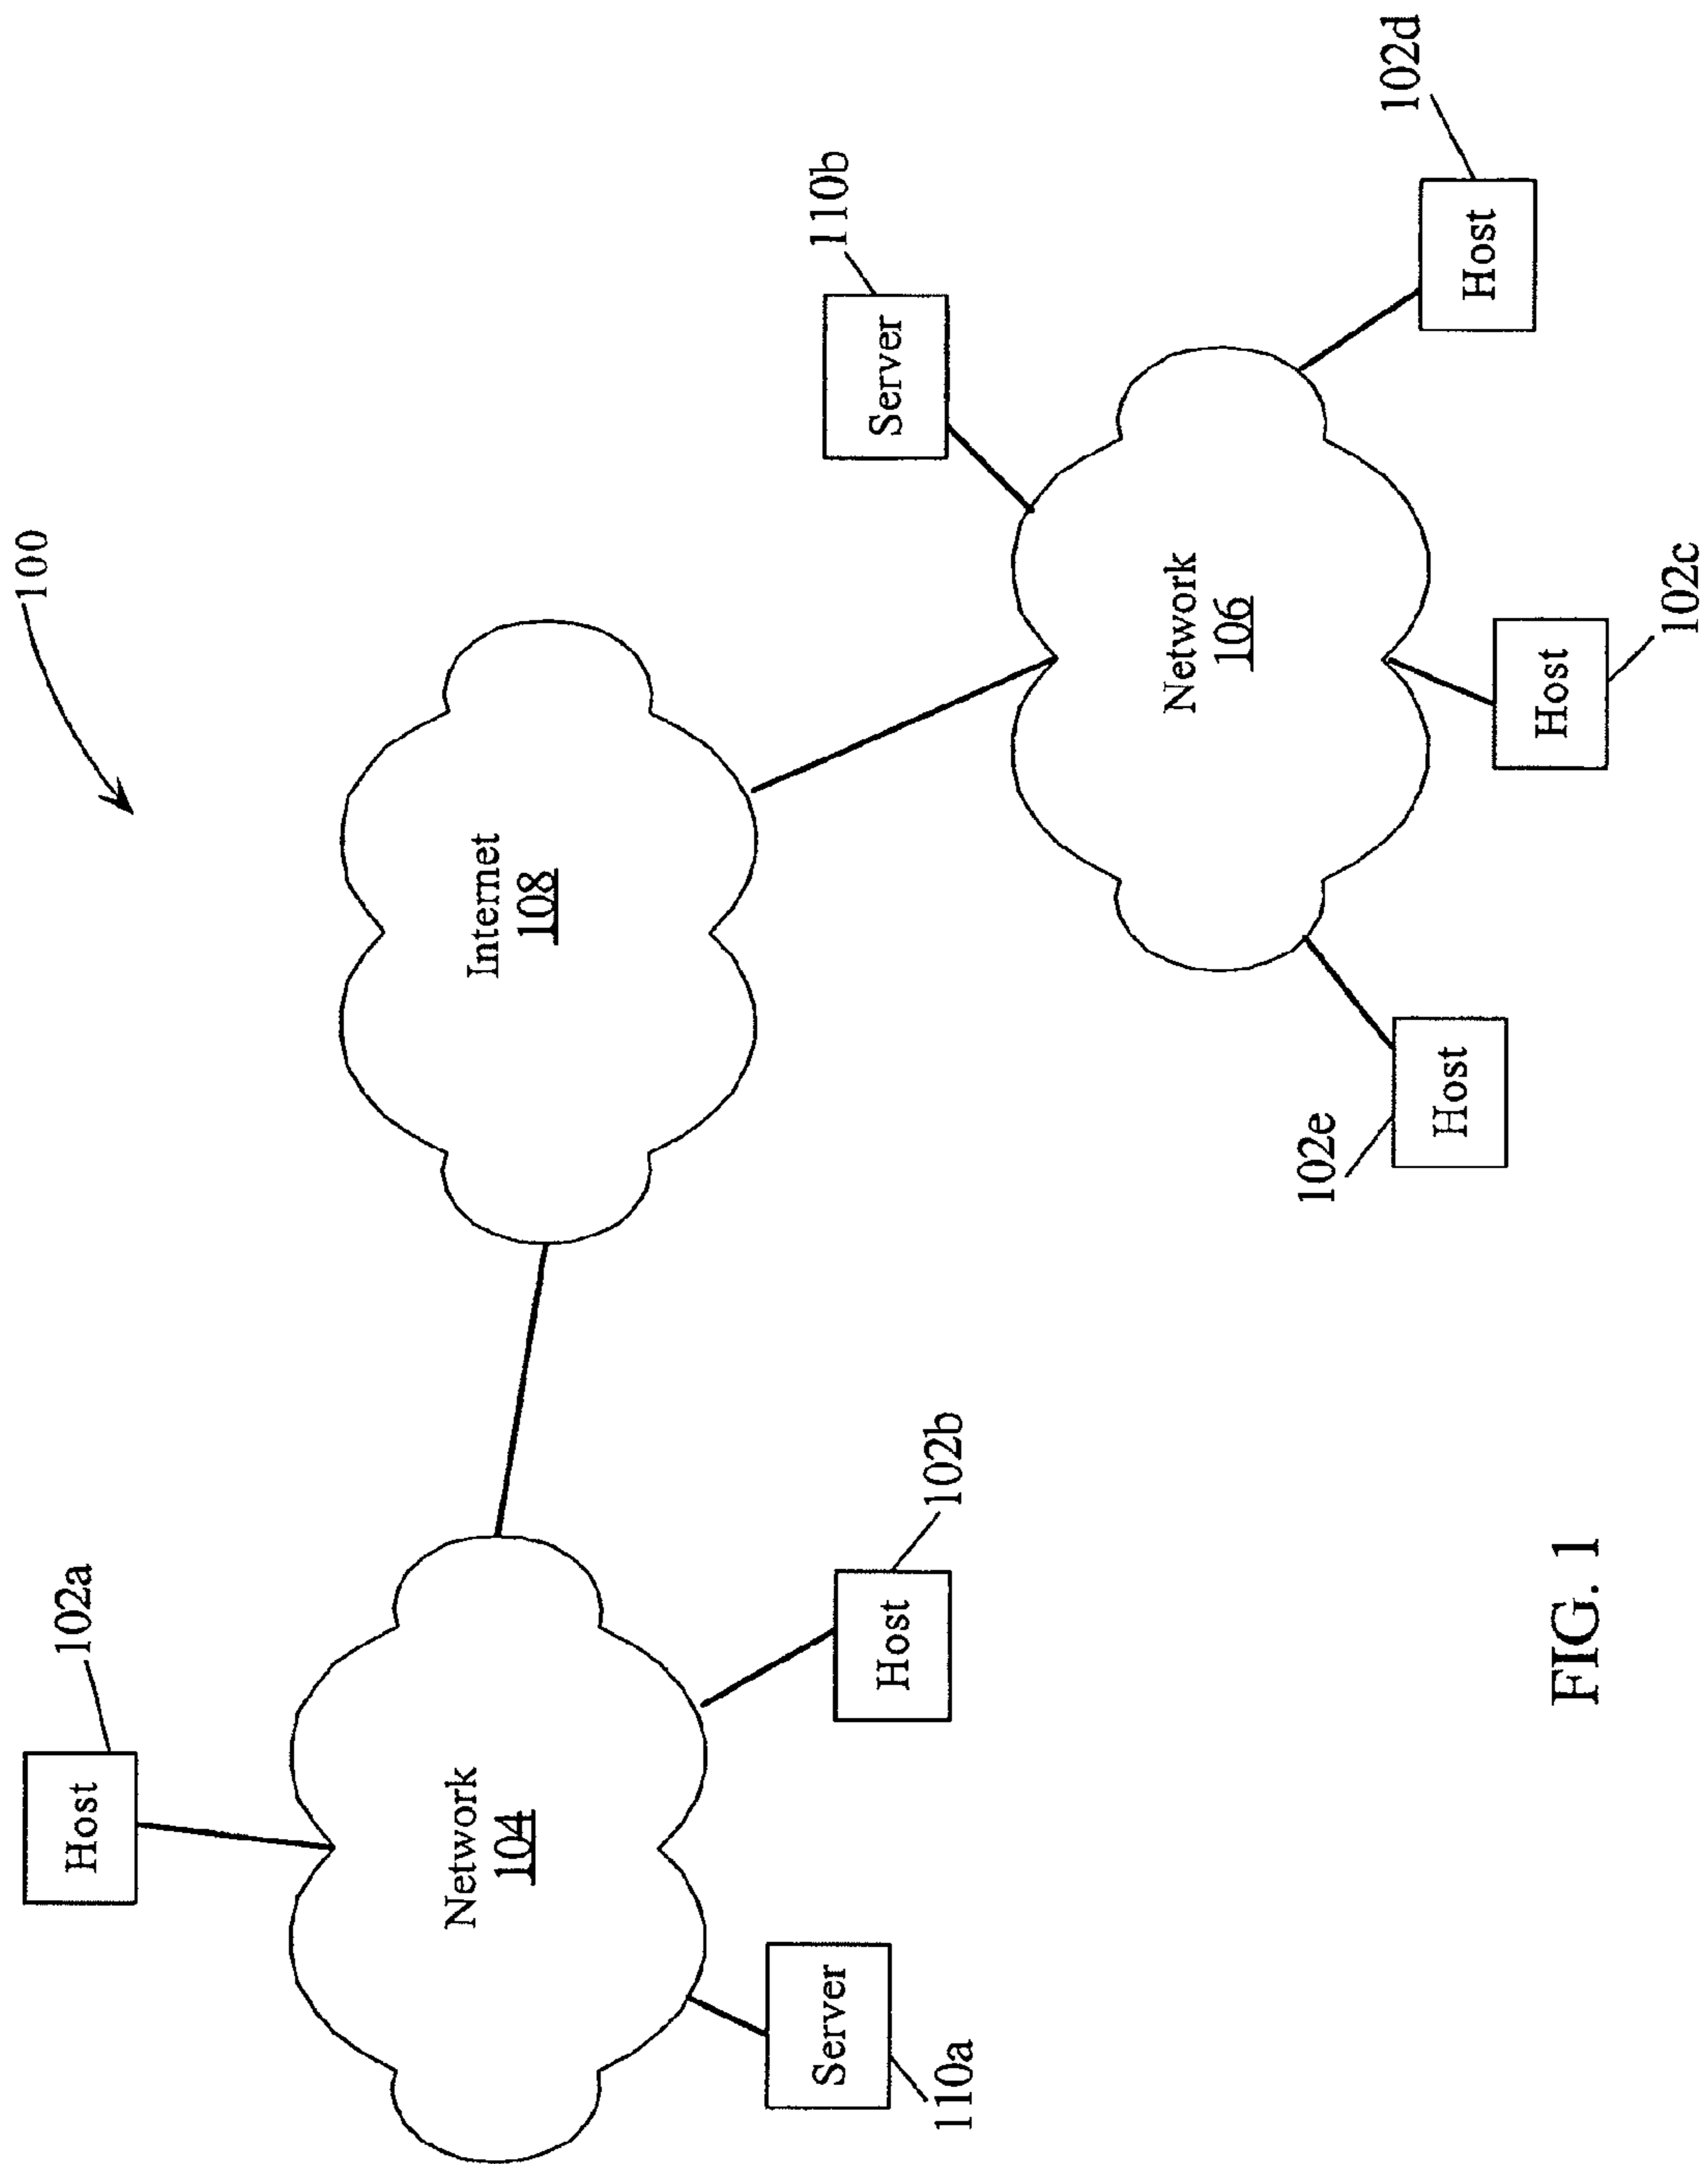 100
Host
102a
Network
104
Server
110a
Host
102b
Internet
108
Server
110b
Network
106
Host
102e
Host
102c
Host
102d
FIG. 1